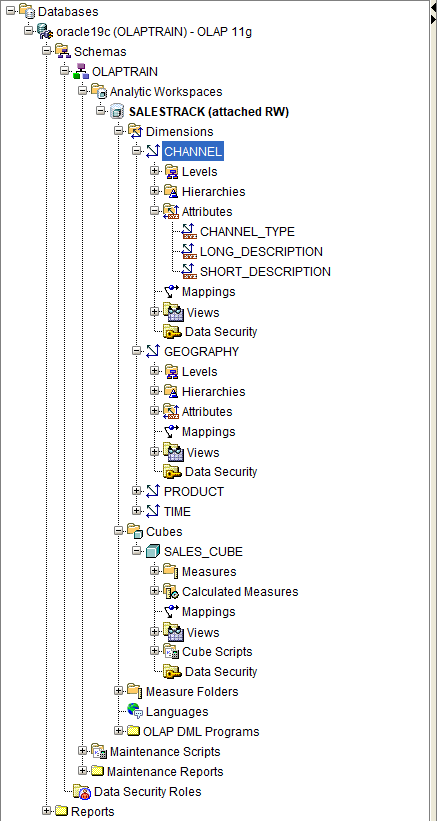 Databases
oracle19c (OLAPTRAIN) - OLAP 11g
Schemas
OLAPTRAIN
Analytic Workspaces
SALESTRACK (attached RW)
Dimensions
CHANNEL
Levels
Hierarchies
Attributes
CHANNEL_TYPE
LONG_DESCRIPTION
SHORT_DESCRIPTION
Mappings
Views
Data Security
GEOGRAPHY
Levels
Hierarchies
Attributes
Mappings
Views
Data Security
PRODUCT
TIME
Cubes
SALES_CUBE
Measures
Calculated Measures
Mappings
Views
Cube Scripts
Data Security
Measure Folders
Languages
OLAP DML Programs
Maintenance Scripts
Maintenance Reports
Data Security Roles
Reports